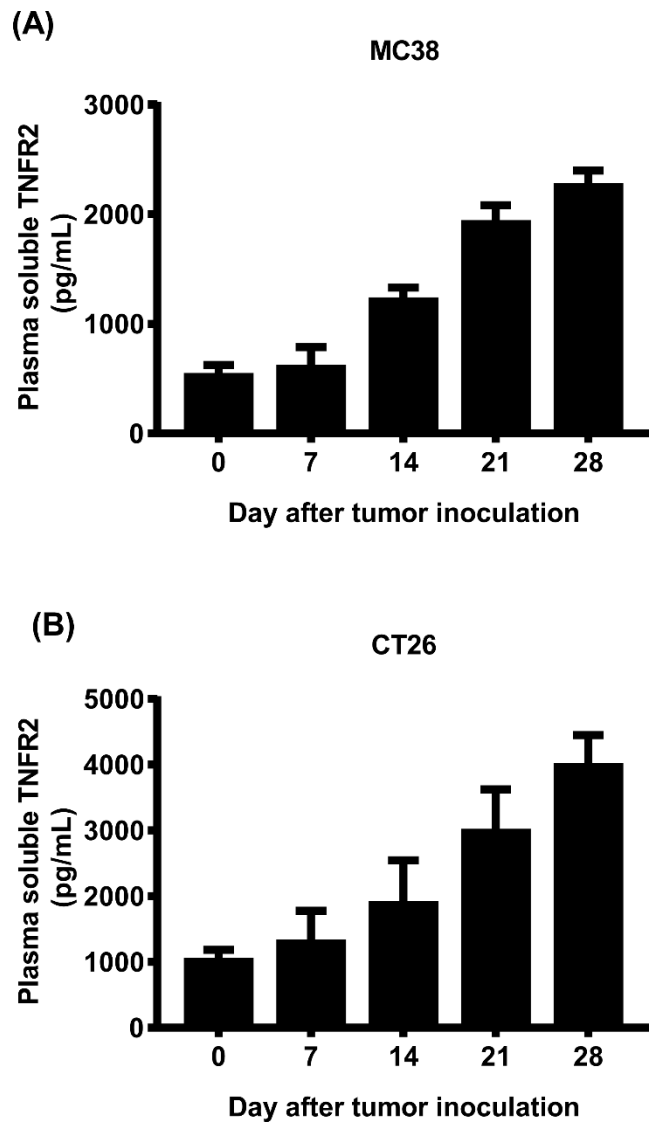 (A)
MC38
Plasma soluble TNFR2
(pg/mL)
3000
2000
1000
0
0 7 14 21 28
Day after tumor inoculation
(B)
CT26
Plasma soluble TNFR2
(pg/mL)
5000
4000
3000
2000
1000
0
0 7 14 21 28
Day after tumor inoculation